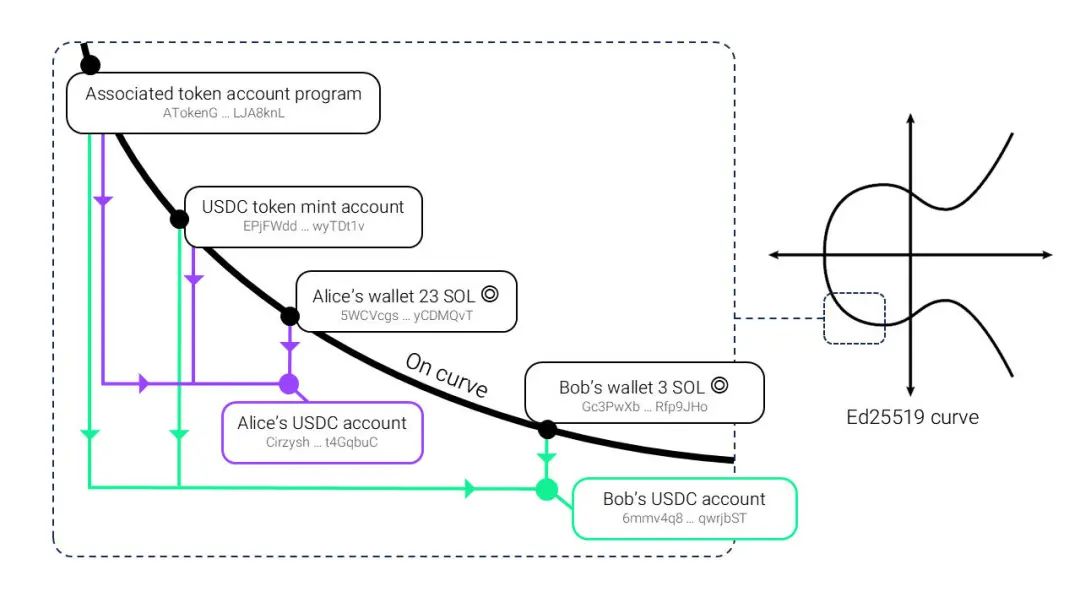 Associated token account program
ATokenG ... LJA8knL
USDC token mint account
EPjFWdd ... wyTDt1v
Alice's wallet 23 SOL
5WCVcgs ... yCDMQvT
On curve
Bob's wallet 3 SOL
Gc3PwXb ... Rfp9JHo
Alice's USDC account
Cirzysh ... t4GqbuC
Bob's USDC account
6mmv4q8 ... qwrjbST
Ed25519 curve